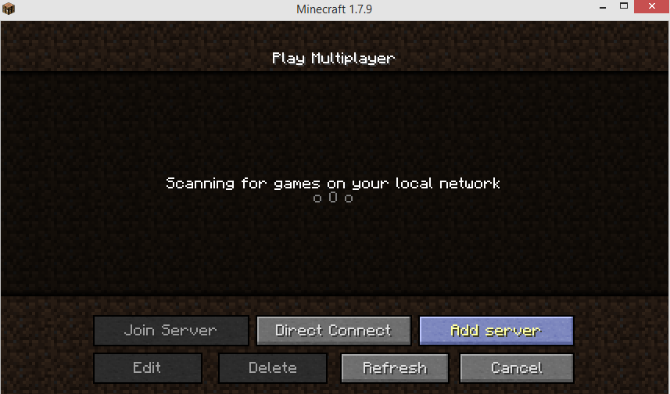 Minecraft 1.7.9
Play Multiplayer
Scanning for games on your local network
o O o
Join Server Direct Connect Add server
Edit Delete Refresh Cancel